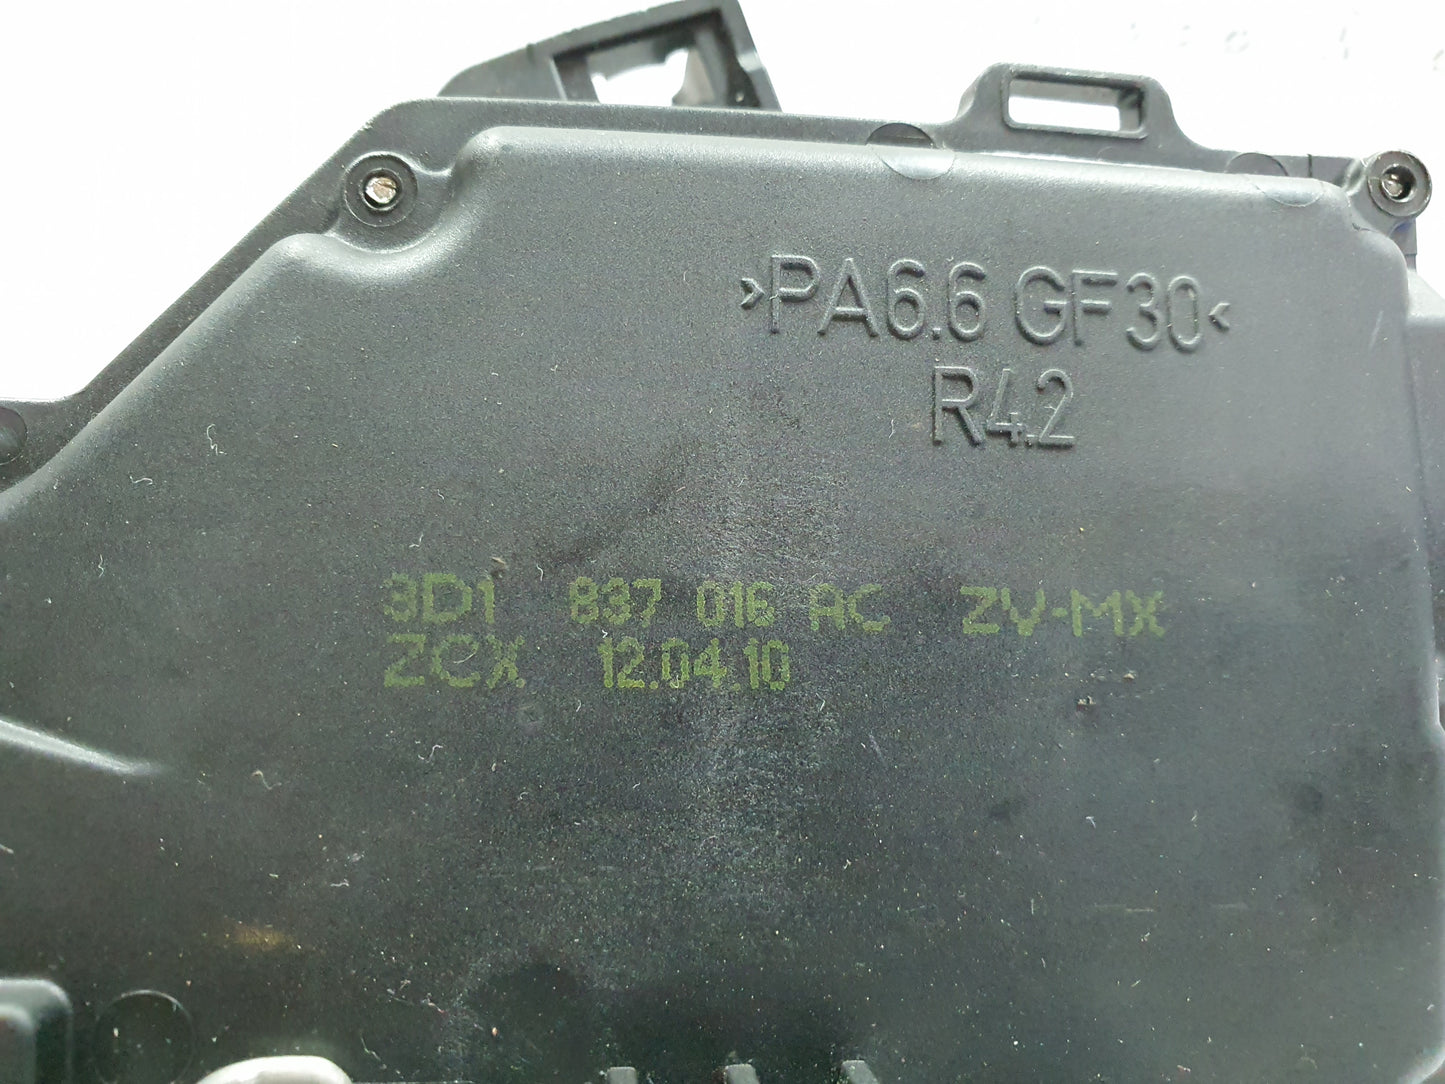 >PA6.6 GF30<
R4.2
3D1 837 016 AC ZV-MX
ZCX 12.04.10